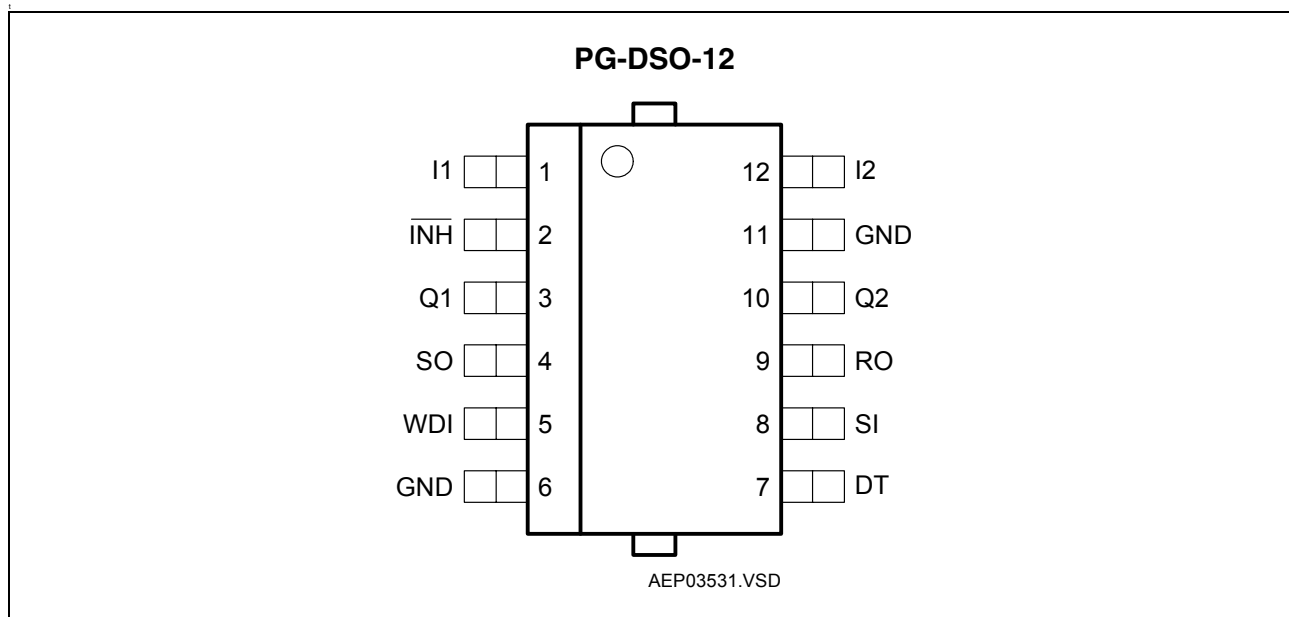 t
PG-DSO-12
I1 1 12 I2
INH 2 11 GND
Q1 3 10 Q2
SO 4 9 RO
WDI 5 8 SI
GND 6 7 DT
AEP03531.VSD